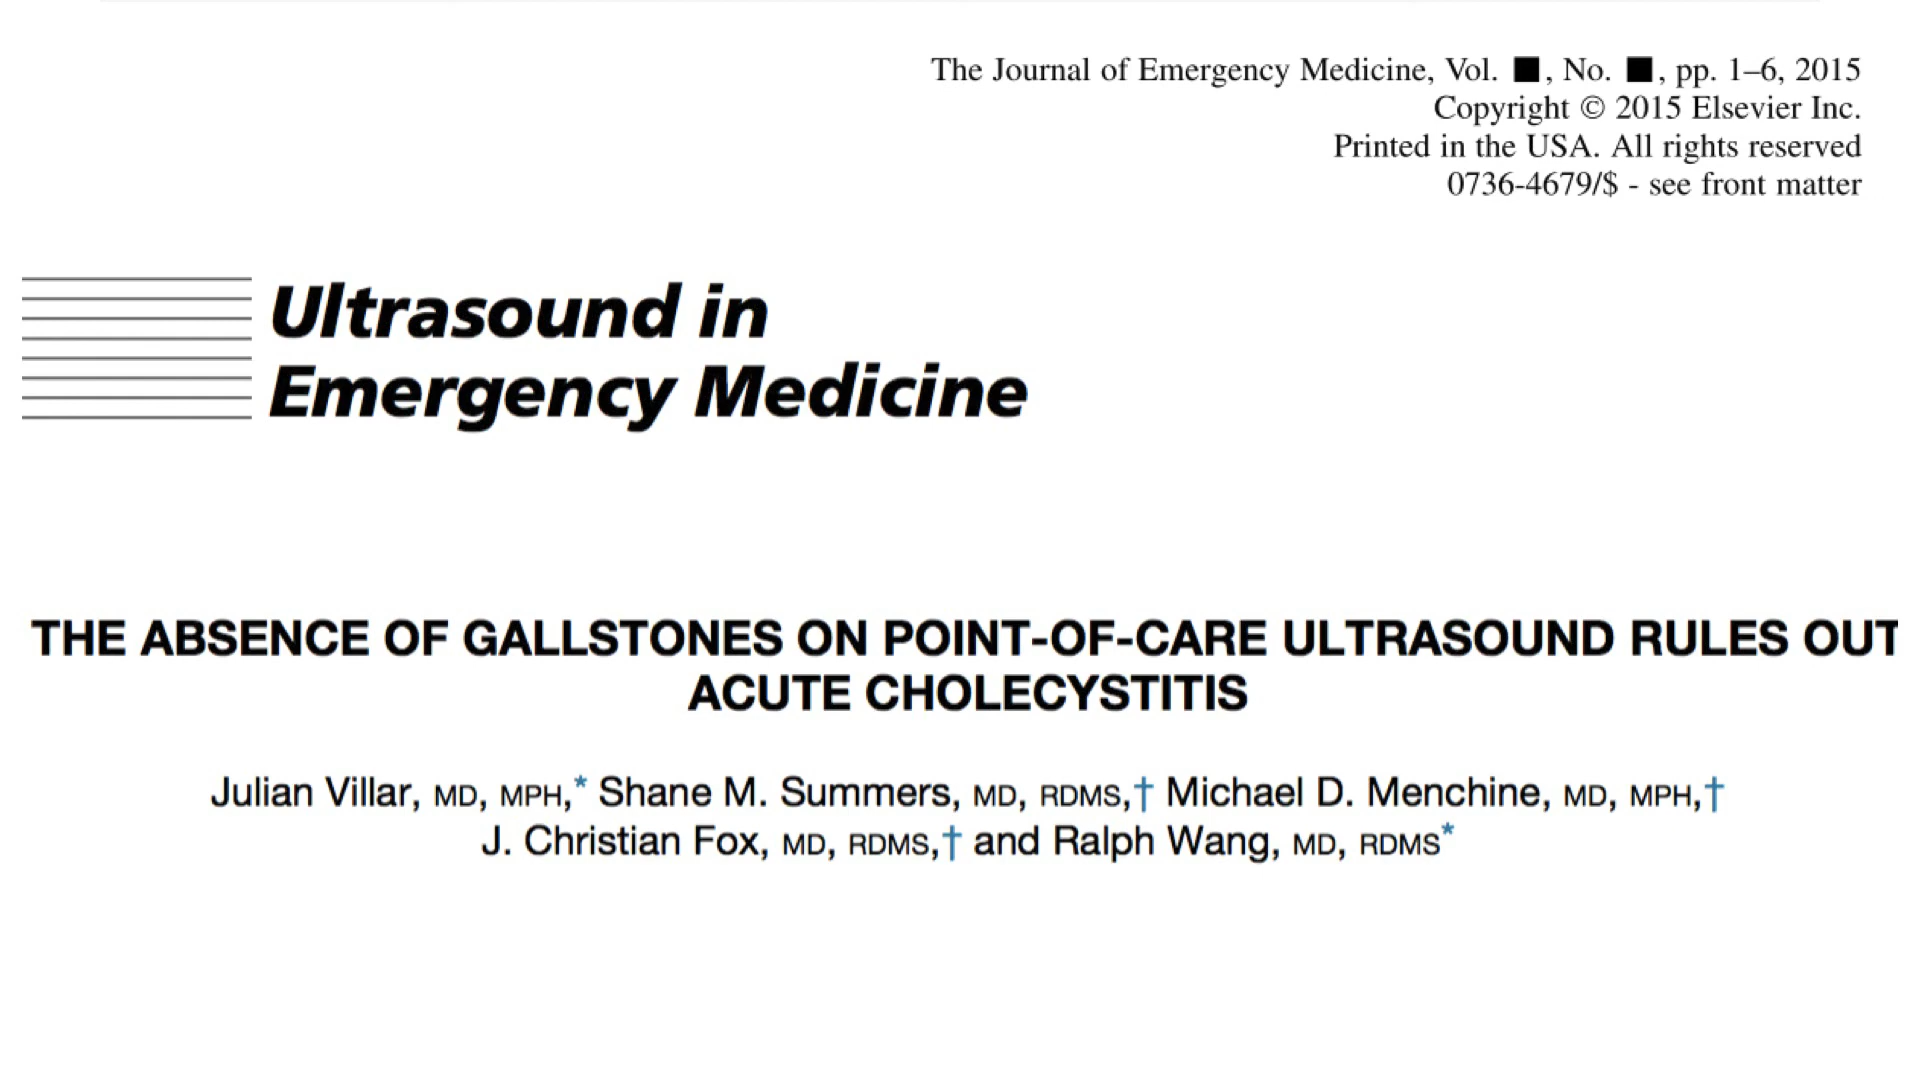 The Journal of Emergency Medicine, Vol. ■, No. ■, pp. 1–6, 2015
Copyright © 2015 Elsevier Inc.
Printed in the USA. All rights reserved
0736-4679/$ - see front matter
Ultrasound in
Emergency Medicine
THE ABSENCE OF GALLSTONES ON POINT-OF-CARE ULTRASOUND RULES OUT
ACUTE CHOLECYSTITIS
Julian Villar, MD, MPH,* Shane M. Summers, MD, RDMS,† Michael D. Menchine, MD, MPH,†
J. Christian Fox, MD, RDMS,† and Ralph Wang, MD, RDMS*